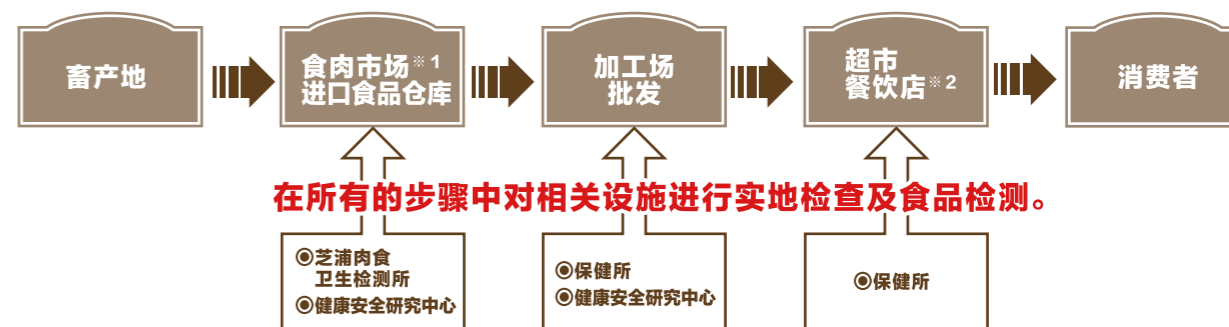 畜产地
食肉市场※1
进口食品仓库
加工场
批发
超市
餐饮店※2
消费者
在所有的步骤中对相关设施进行实地检查及食品检测。
◉芝浦肉食
卫生检测所
◉健康安全研究中心
◉保健所
◉健康安全研究中心
◉保健所